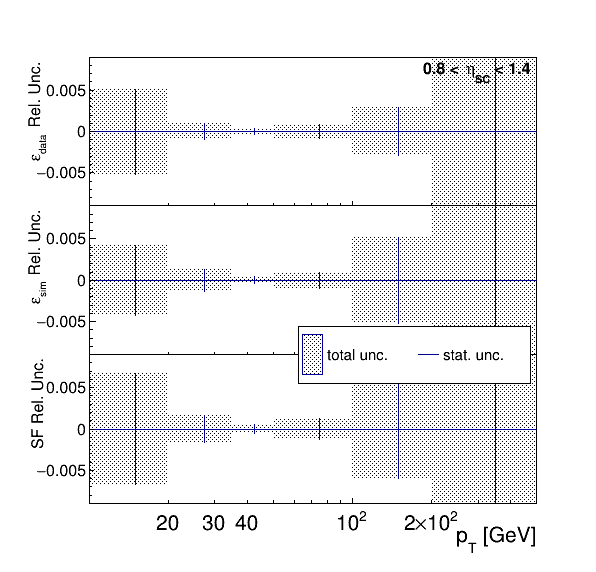 0.8 < η_SC < 1.4
ε_data Rel. Unc.
0.005
0
−0.005
ε_sim Rel. Unc.
0.005
0
−0.005
total unc.
stat. unc.
SF Rel. Unc.
0.005
0
−0.005
20 30 40 10² 2×10²
p_T [GeV]